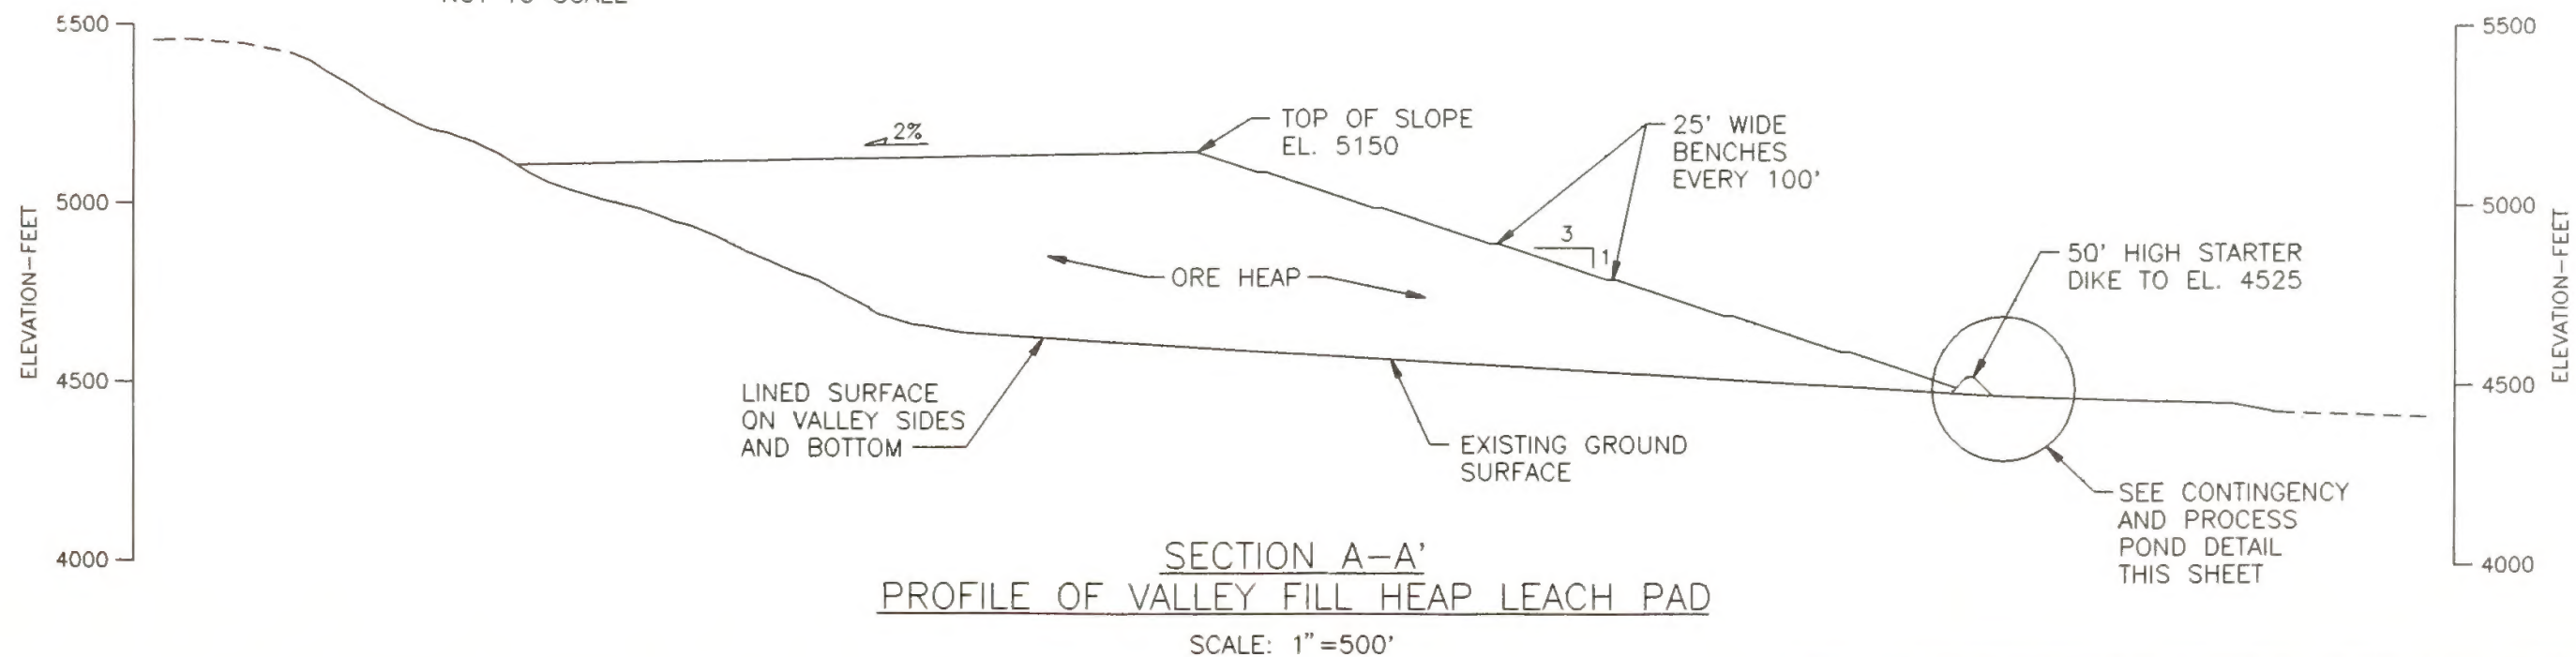 NOT TO SCALE
5500
5000
4500
4000
ELEVATION-FEET
2%
TOP OF SLOPE
EL. 5150
25' WIDE
BENCHES
EVERY 100'
3
1
ORE HEAP
50' HIGH STARTER
DIKE TO EL. 4525
LINED SURFACE
ON VALLEY SIDES
AND BOTTOM
EXISTING GROUND
SURFACE
SEE CONTINGENCY
AND PROCESS
POND DETAIL
THIS SHEET
5500
5000
4500
4000
ELEVATION-FEET
SECTION A-A'
PROFILE OF VALLEY FILL HEAP LEACH PAD
SCALE: 1"=500'